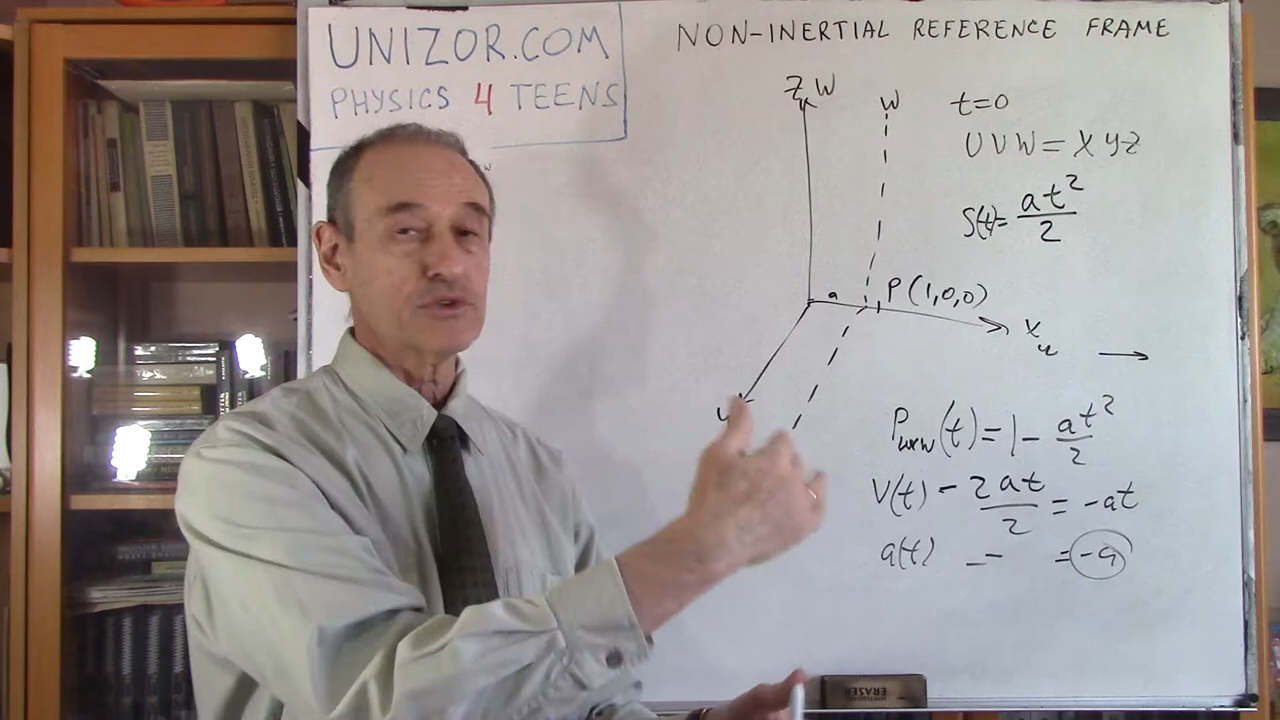 UNIZOR.COM
PHYSICS 4 TEENS
NON-INERTIAL REFERENCE FRAME
Z W
W
t=0
UVW = XYZ
S(t)= at²/2
a
P(1,0,0)
X
u
P_uvw(t) = 1 - at²/2
V(t) - 2at/2 = -at
a(t) - = -a
ERASER